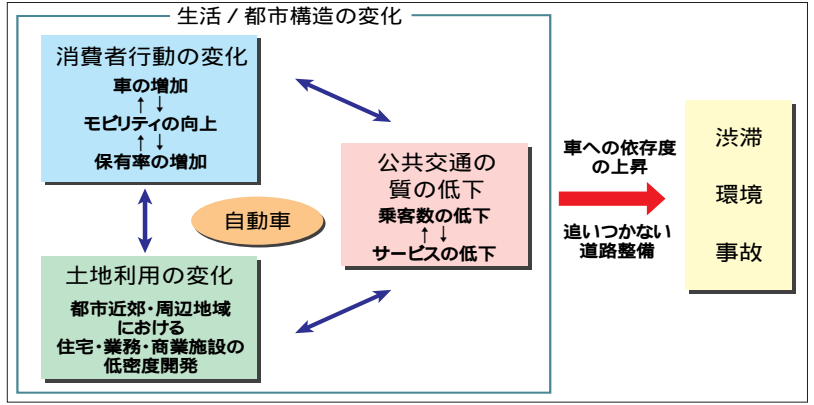 生活 / 都市構造の変化
消費者行動の変化
車の増加
↑↓
モビリティの向上
↑↓
保有率の増加
自動車
土地利用の変化
都市近郊・周辺地域
における
住宅・業務・商業施設の
低密度開発
公共交通の
質の低下
乗客数の低下
↑↓
サービスの低下
車への依存度
の上昇
追いつかない
道路整備
渋滞
環境
事故